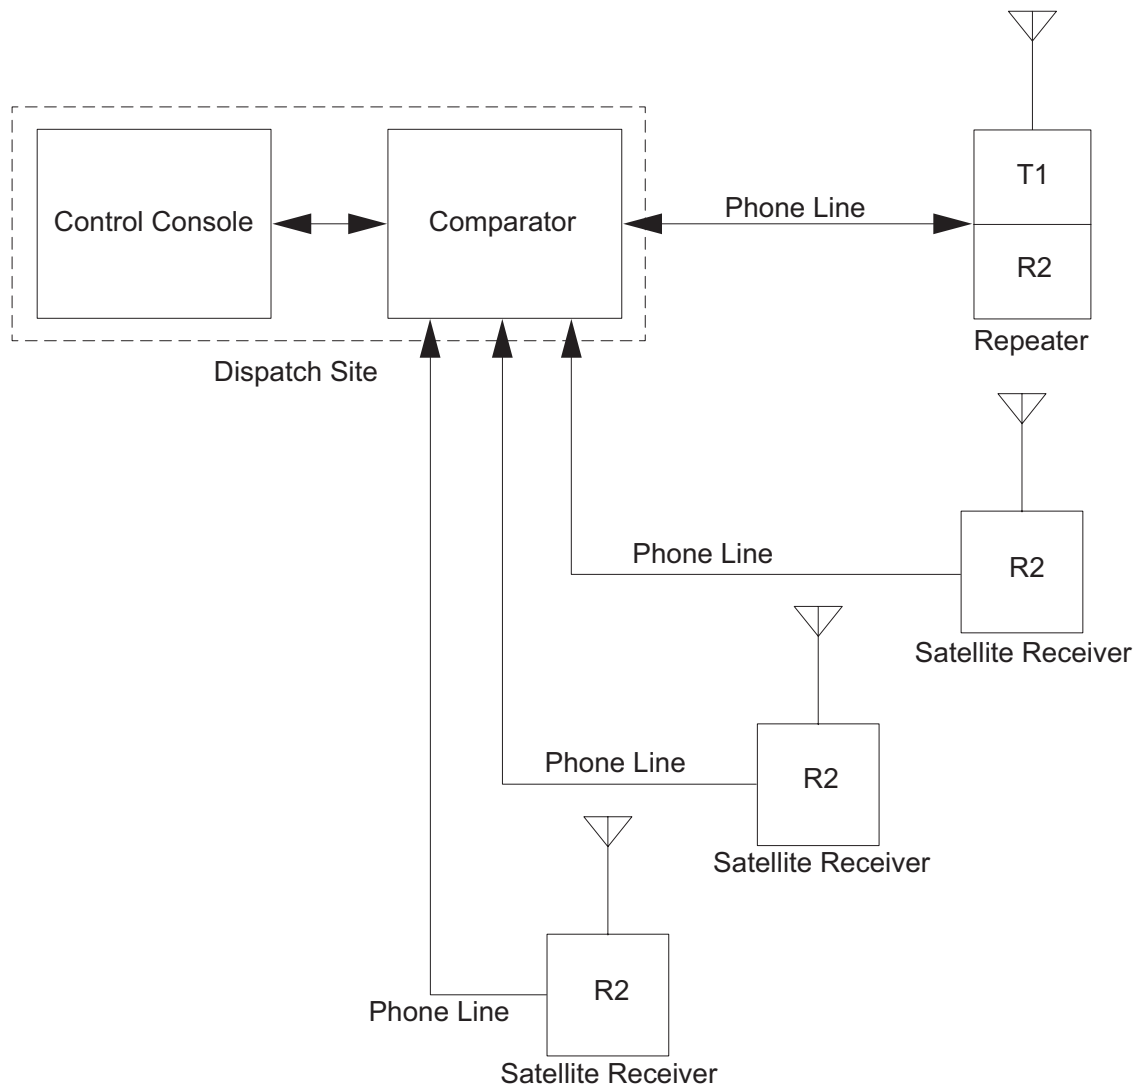 T1
Phone Line
Control Console
Comparator
R2
Repeater
Dispatch Site
Phone Line
R2
Satellite Receiver
Phone Line
R2
Satellite Receiver
R2
Phone Line
Satellite Receiver